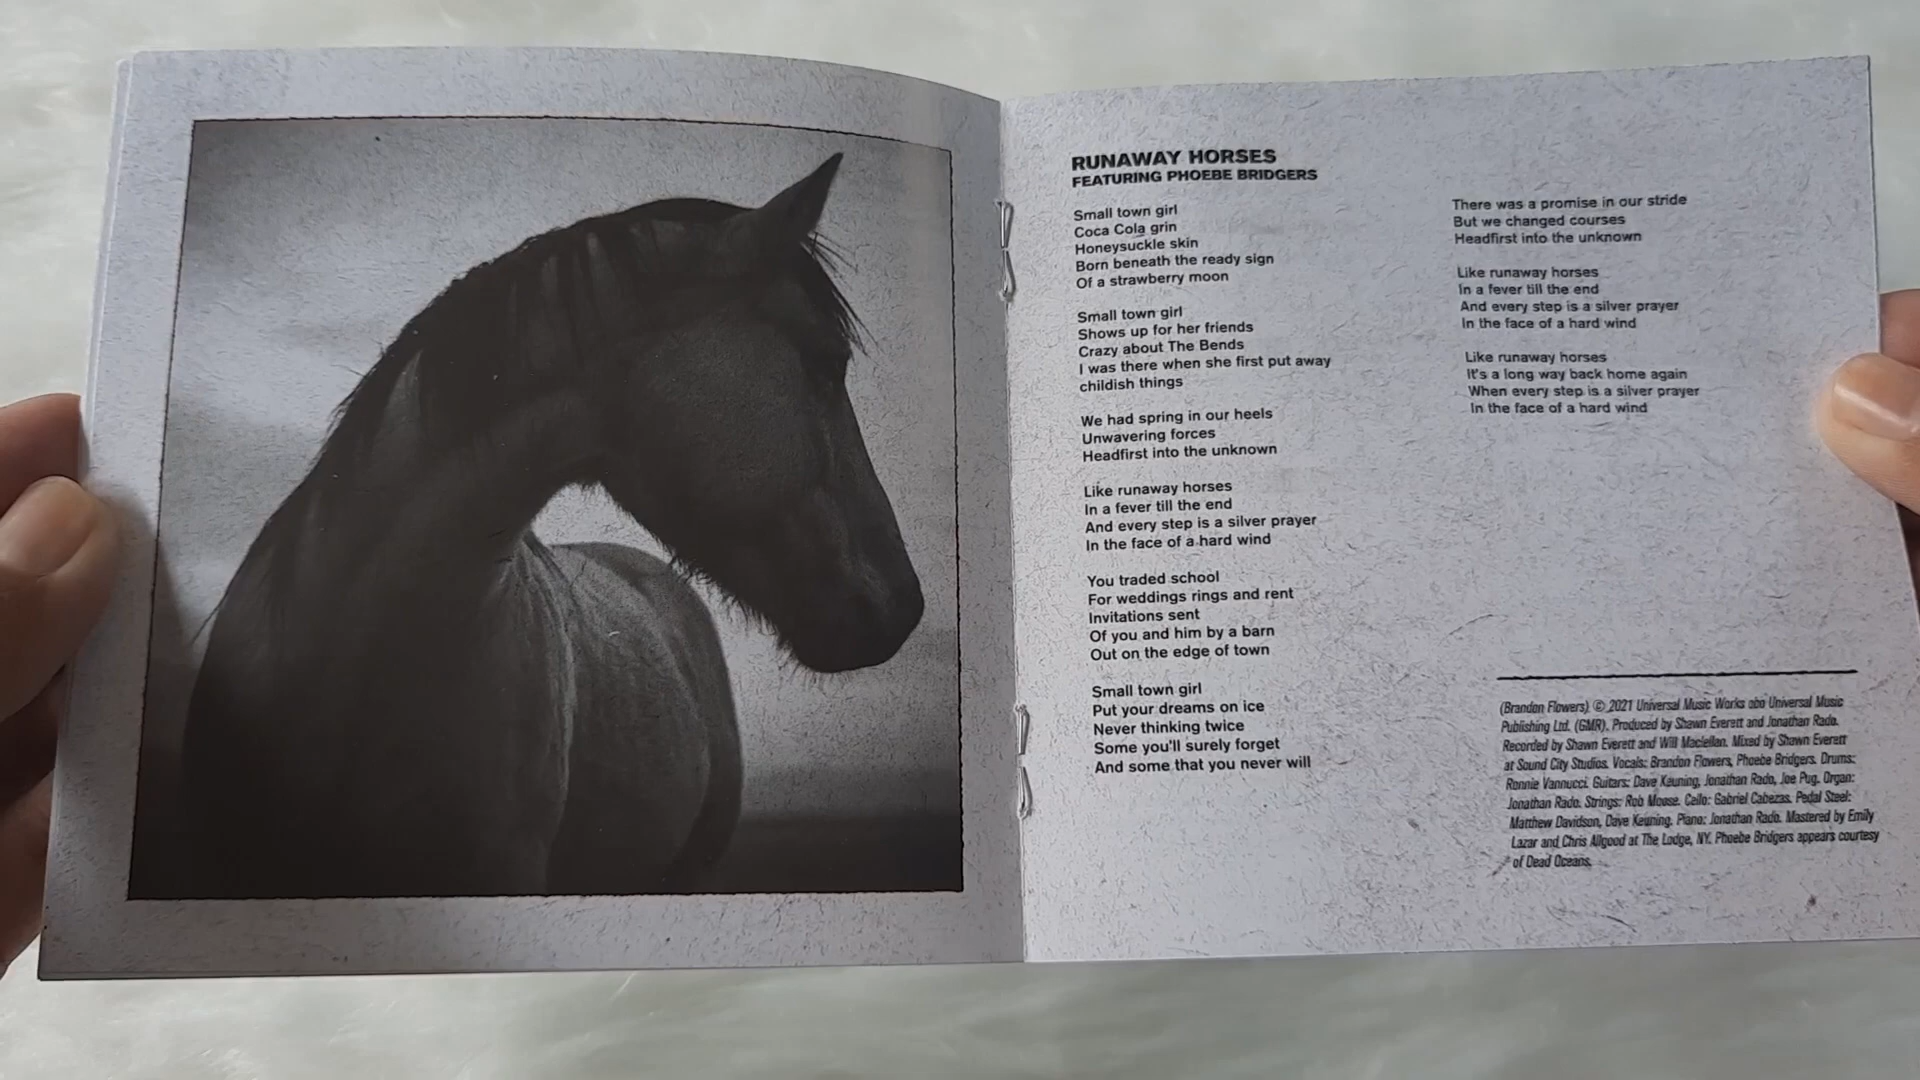 RUNAWAY HORSES
FEATURING PHOEBE BRIDGERS
Small town girl
Coca Cola grin
Honeysuckle skin
Born beneath the ready sign
Of a strawberry moon
Small town girl
Shows up for her friends
Crazy about The Bends
I was there when she first put away
childish things
We had spring in our heels
Unwavering forces
Headfirst into the unknown
Like runaway horses
In a fever till the end
And every step is a silver prayer
In the face of a hard wind
You traded school
For weddings rings and rent
Invitations sent
Of you and him by a barn
Out on the edge of town
Small town girl
Put your dreams on ice
Never thinking twice
Some you'll surely forget
And some that you never will
There was a promise in our stride
But we changed courses
Headfirst into the unknown
Like runaway horses
In a fever till the end
And every step is a silver prayer
In the face of a hard wind
Like runaway horses
It's a long way back home again
When every step is a silver prayer
In the face of a hard wind
(Brandon Flowers) © 2021 Universal Music Works obo Universal Music
Publishing Ltd. (GMR). Produced by Shawn Everett and Jonathan Rado.
Recorded by Shawn Everett and Will Maclellan. Mixed by Shawn Everett
at Sound City Studios. Vocals: Brandon Flowers, Phoebe Bridgers. Drums:
Ronnie Vannucci. Guitars: Dave Keuning, Jonathan Rado, Joe Pug. Organ:
Jonathan Rado. Strings: Rob Moose. Cello: Gabriel Cabezas. Pedal Steel:
Matthew Davidson, Dave Keuning. Piano: Jonathan Rado. Mastered by Emily
Lazar and Chris Allgood at The Lodge, NY. Phoebe Bridgers appears courtesy
of Dead Oceans.